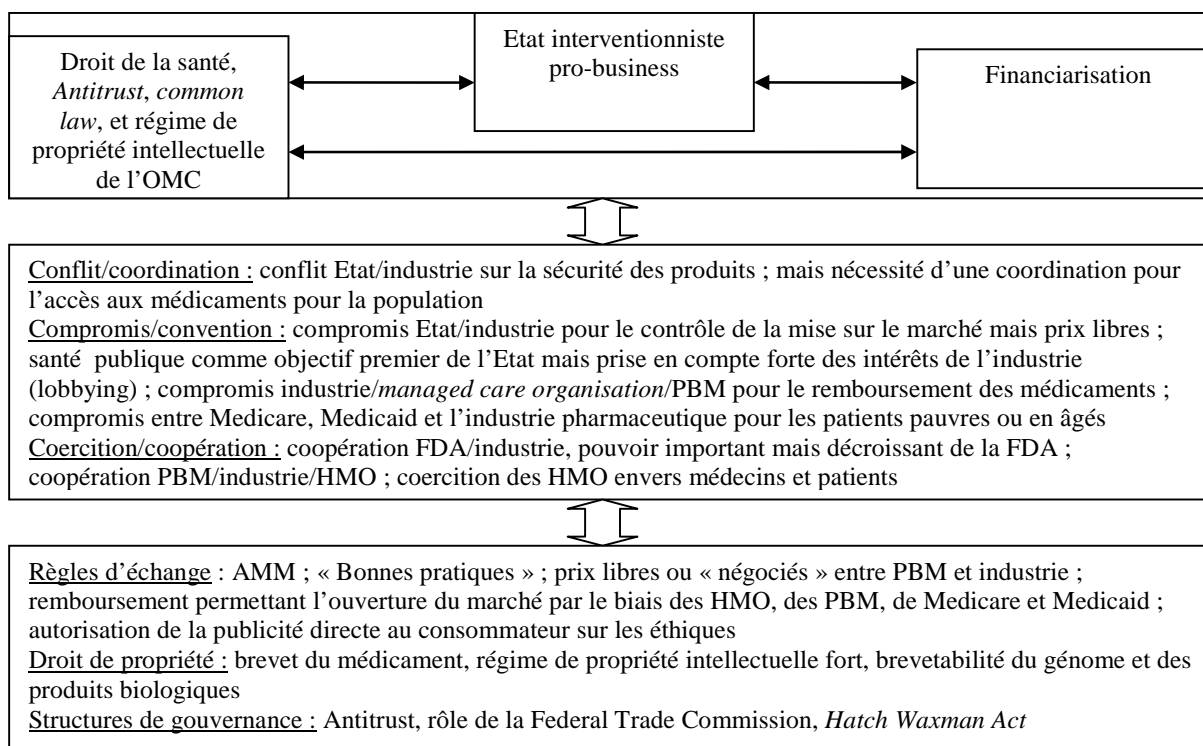 Droit de la santé,
Antitrust, common
law, et régime de
propriété intellectuelle
de l’OMC
Etat interventionniste
pro-business
Financiarisation
Conflit/coordination : conflit Etat/industrie sur la sécurité des produits ; mais nécessité d’une coordination pour
l’accès aux médicaments pour la population
Compromis/convention : compromis Etat/industrie pour le contrôle de la mise sur le marché mais prix libres ;
santé publique comme objectif premier de l’Etat mais prise en compte forte des intérêts de l’industrie
(lobbying) ; compromis industrie/managed care organisation/PBM pour le remboursement des médicaments ;
compromis entre Medicare, Medicaid et l’industrie pharmaceutique pour les patients pauvres ou en âgés
Coercition/coopération : coopération FDA/industrie, pouvoir important mais décroissant de la FDA ;
coopération PBM/industrie/HMO ; coercition des HMO envers médecins et patients
Règles d’échange : AMM ; « Bonnes pratiques » ; prix libres ou « négociés » entre PBM et industrie ;
remboursement permettant l’ouverture du marché par le biais des HMO, des PBM, de Medicare et Medicaid ;
autorisation de la publicité directe au consommateur sur les éthiques
Droit de propriété : brevet du médicament, régime de propriété intellectuelle fort, brevetabilité du génome et des
produits biologiques
Structures de gouvernance : Antitrust, rôle de la Federal Trade Commission, Hatch Waxman Act